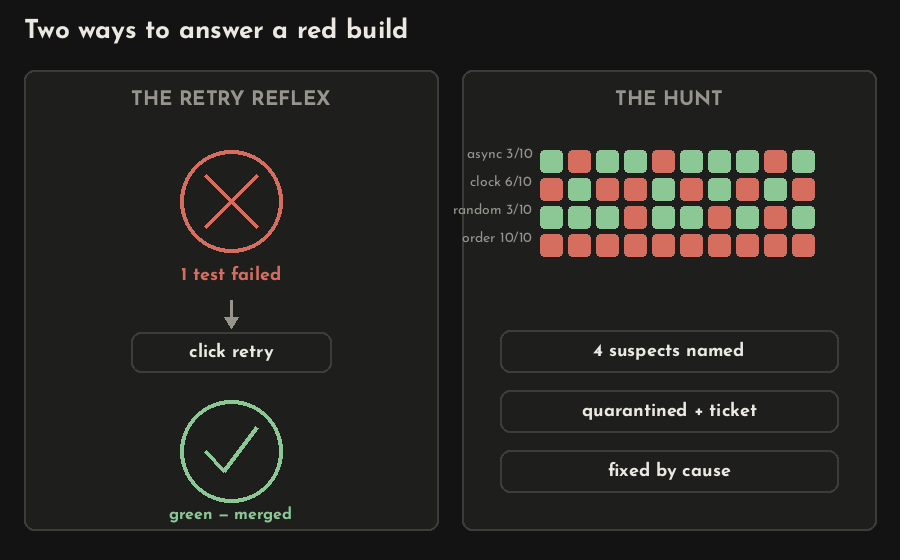 Two ways to answer a red build
THE RETRY REFLEX
1 test failed
click retry
green – merged
THE HUNT
async 3/10
clock 6/10
random 3/10
order 10/10
4 suspects named
quarantined + ticket
fixed by cause